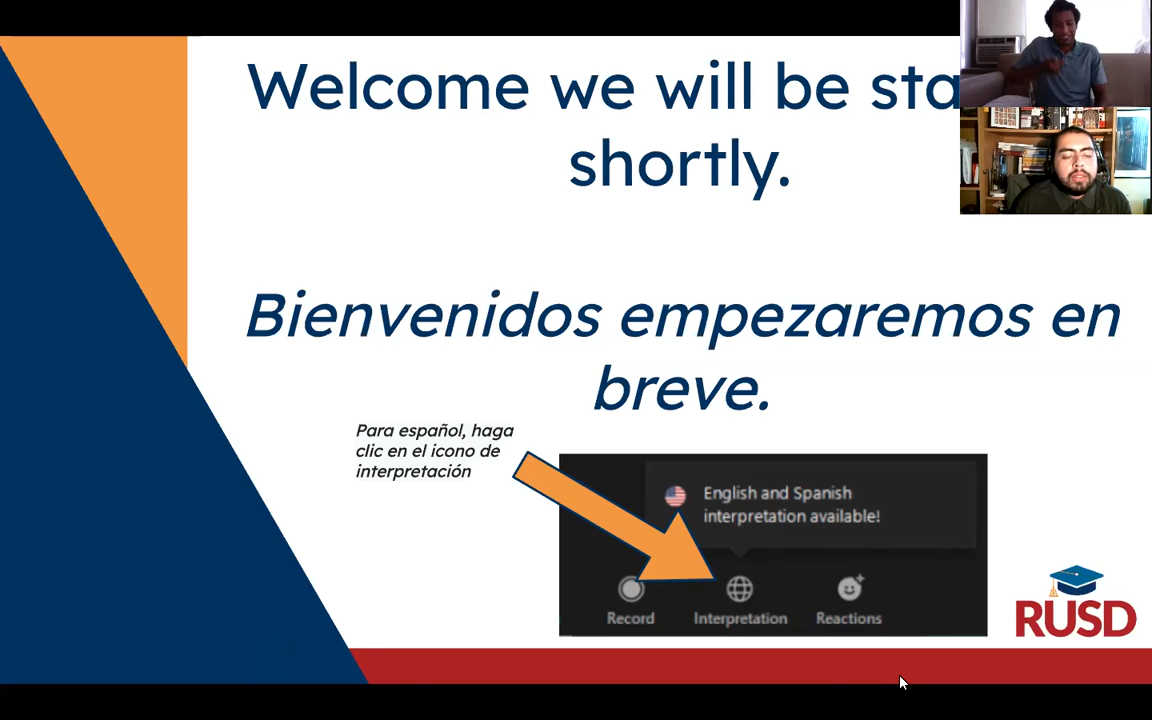 Welcome we will be sta
shortly.
Bienvenidos empezaremos en
breve.
Para español, haga
clic en el icono de
interpretación
English and Spanish
interpretation available!
Record
Interpretation
Reactions
RUSD